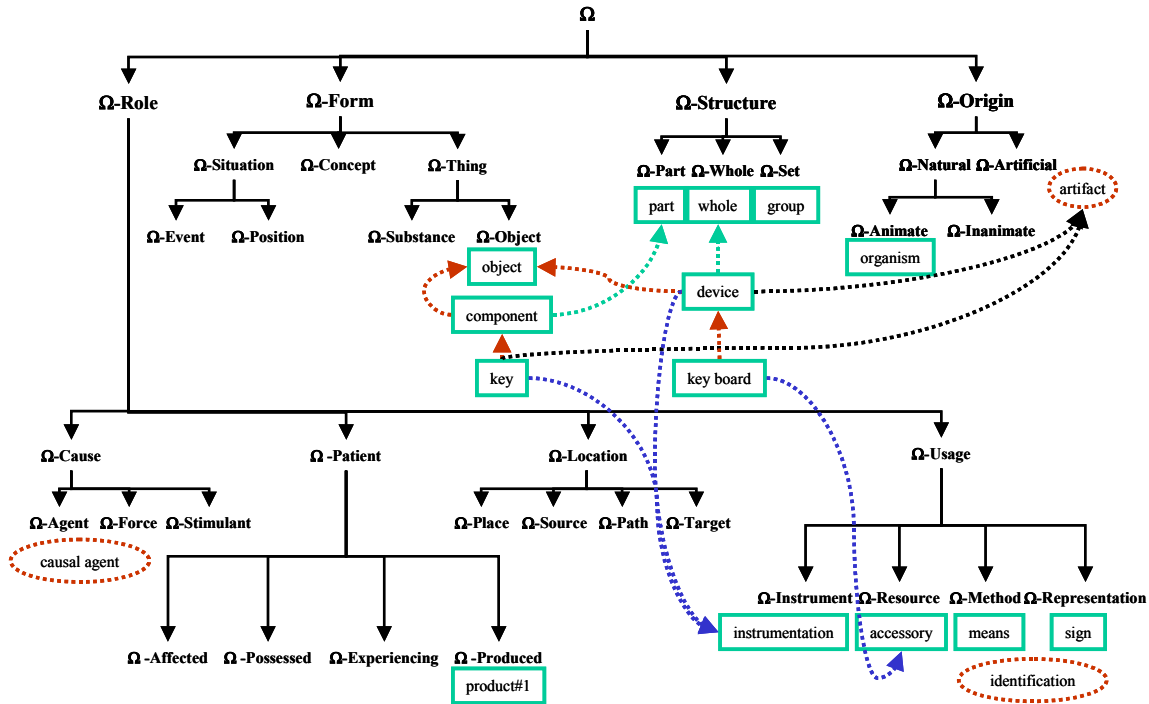 Ω
Ω-Role
Ω-Form
Ω-Structure
Ω-Origin
Ω-Situation
Ω-Concept
Ω-Thing
Ω-Part
Ω-Whole
Ω-Set
Ω-Natural
Ω-Artificial
part
whole
group
artifact
Ω-Event
Ω-Position
Ω-Substance
Ω-Object
Ω-Animate
Ω-Inanimate
object
organism
device
component
key
key board
Ω-Cause
Ω -Patient
Ω-Location
Ω-Usage
Ω-Agent
Ω-Force
Ω-Stimulant
Ω-Place
Ω-Source
Ω-Path
Ω-Target
causal agent
Ω-Instrument
Ω-Resource
Ω-Method
Ω-Representation
instrumentation
accessory
means
sign
Ω -Affected
Ω -Possessed
Ω -Experiencing
Ω -Produced
product#1
identification